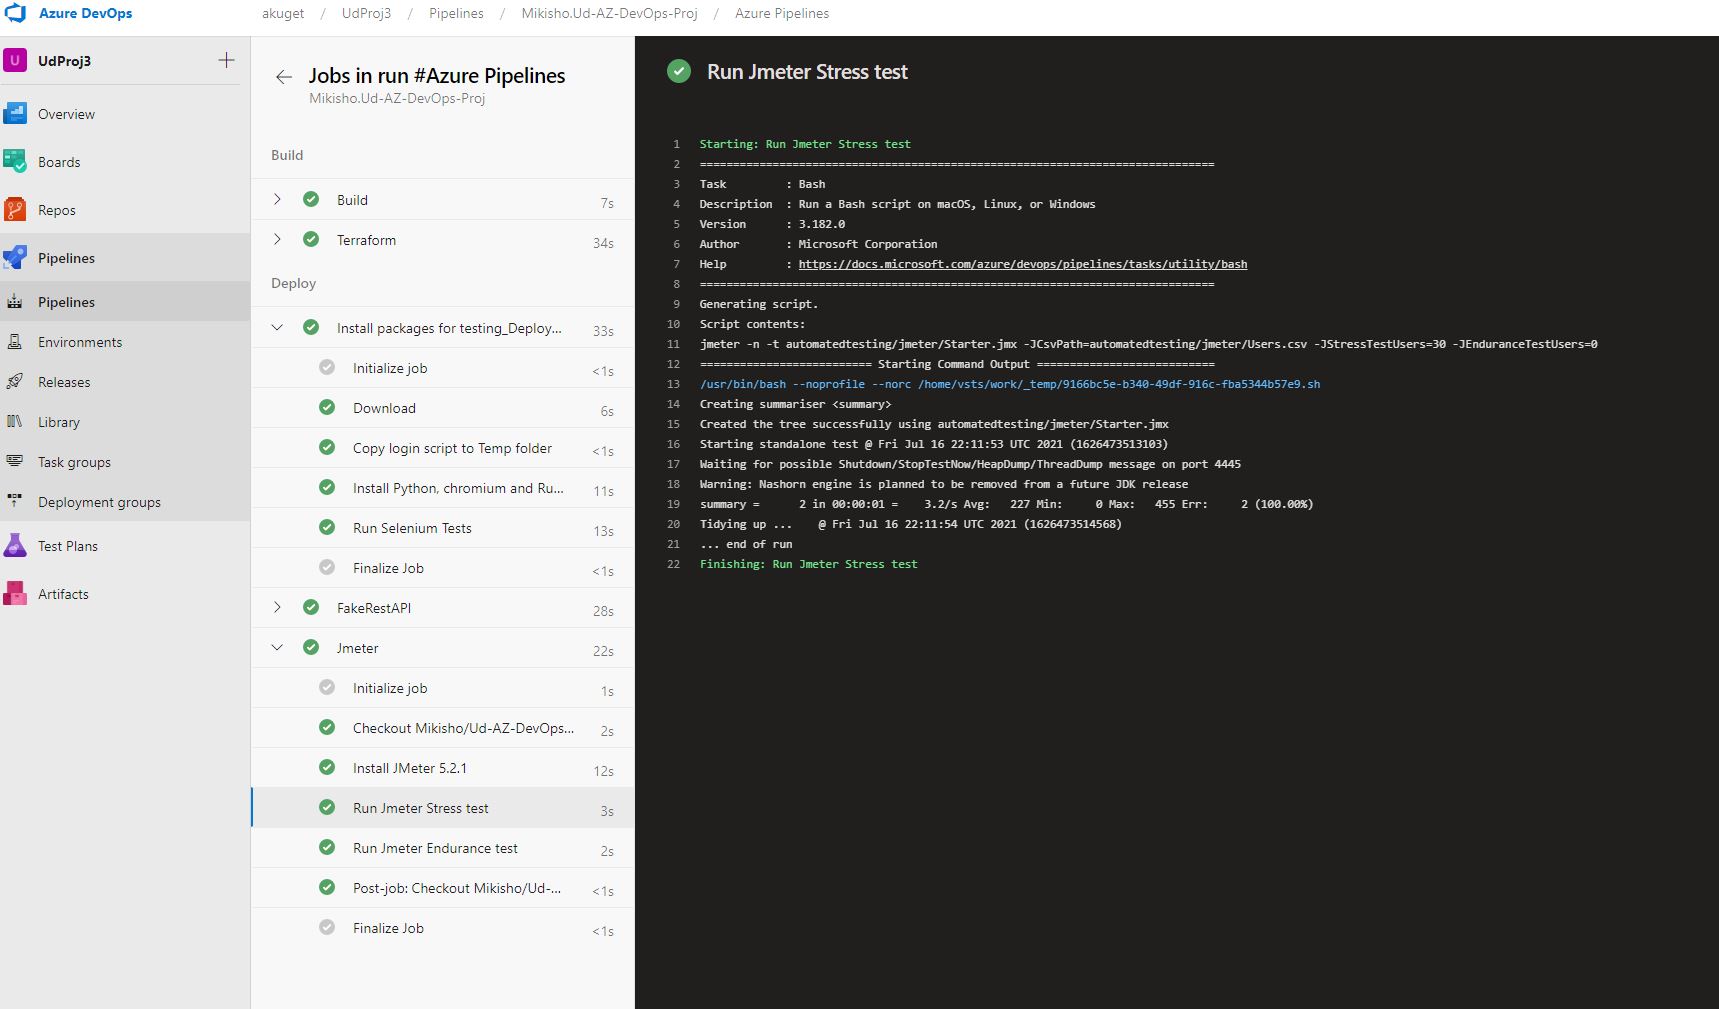 Azure DevOps
akuget / UdProj3 / Pipelines / Mikisho.Ud-AZ-DevOps-Proj / Azure Pipelines
U UdProj3
Overview
Boards
Repos
Pipelines
Pipelines
Environments
Releases
Library
Task groups
Deployment groups
Test Plans
Artifacts
Jobs in run #Azure Pipelines
Mikisho.Ud-AZ-DevOps-Proj
Build
Build 7s
Terraform 34s
Deploy
Install packages for testing_Deploy... 33s
Initialize job <1s
Download 6s
Copy login script to Temp folder <1s
Install Python, chromium and Ru... 11s
Run Selenium Tests 13s
Finalize Job <1s
FakeRestAPI 28s
Jmeter 22s
Initialize job 1s
Checkout Mikisho/Ud-AZ-DevOps... 2s
Install JMeter 5.2.1 12s
Run Jmeter Stress test 3s
Run Jmeter Endurance test 2s
Post-job: Checkout Mikisho/Ud-... <1s
Finalize Job <1s
Run Jmeter Stress test
1 Starting: Run Jmeter Stress test
2 ==============================================================================
3 Task : Bash
4 Description : Run a Bash script on macOS, Linux, or Windows
5 Version : 3.182.0
6 Author : Microsoft Corporation
7 Help : https://docs.microsoft.com/azure/devops/pipelines/tasks/utility/bash
8 ==============================================================================
9 Generating script.
10 Script contents:
11 jmeter -n -t automatedtesting/jmeter/Starter.jmx -JCsvPath=automatedtesting/jmeter/Users.csv -JStressTestUsers=30 -JEnduranceTestUsers=0
12 ========================== Starting Command Output ===========================
13 /usr/bin/bash --noprofile --norc /home/vsts/work/_temp/9166bc5e-b340-49df-916c-fba5344b57e9.sh
14 Creating summariser <summary>
15 Created the tree successfully using automatedtesting/jmeter/Starter.jmx
16 Starting standalone test @ Fri Jul 16 22:11:53 UTC 2021 (1626473513103)
17 Waiting for possible Shutdown/StopTestNow/HeapDump/ThreadDump message on port 4445
18 Warning: Nashorn engine is planned to be removed from a future JDK release
19 summary = 2 in 00:00:01 = 3.2/s Avg: 227 Min: 0 Max: 455 Err: 2 (100.00%)
20 Tidying up ... @ Fri Jul 16 22:11:54 UTC 2021 (1626473514568)
21 ... end of run
22 Finishing: Run Jmeter Stress test